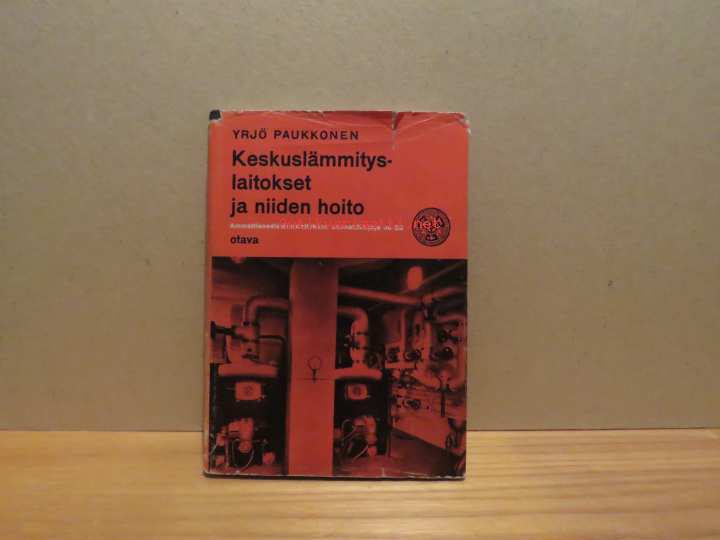 YRJÖ PAUKKONEN
Keskuslämmitys-
laitokset
ja niiden hoito
otava